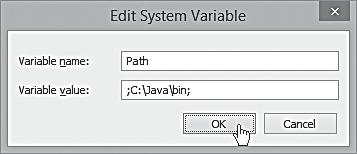 Edit System Variable
Variable name: Path
Variable value: ;C:\Java\bin;
OK Cancel